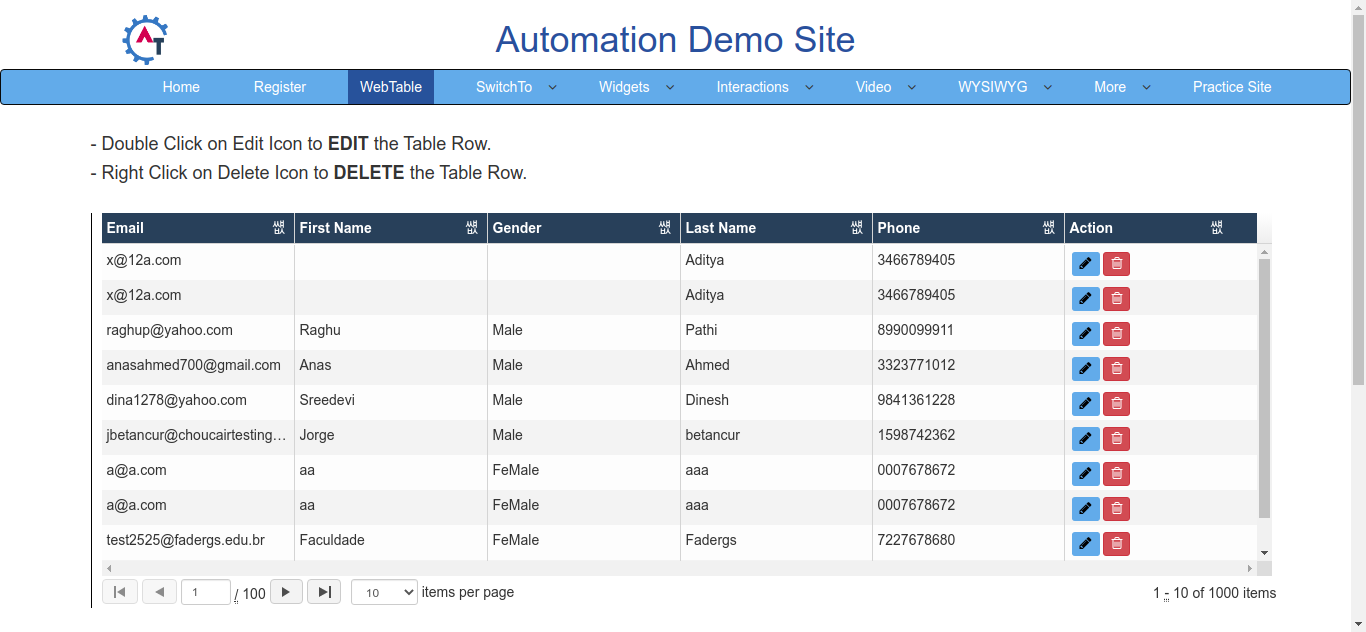 AT
Automation Demo Site
Home Register WebTable SwitchTo Widgets Interactions Video WYSIWYG More Practice Site
- Double Click on Edit Icon to EDIT the Table Row.
- Right Click on Delete Icon to DELETE the Table Row.
Email First Name Gender Last Name Phone Action
x@12a.com Aditya 3466789405
x@12a.com Aditya 3466789405
raghup@yahoo.com Raghu Male Pathi 8990099911
anasahmed700@gmail.com Anas Male Ahmed 3323771012
dina1278@yahoo.com Sreedevi Male Dinesh 9841361228
jbetancur@choucairtesting... Jorge Male betancur 1598742362
a@a.com aa FeMale aaa 0007678672
a@a.com aa FeMale aaa 0007678672
test2525@fadergs.edu.br Faculdade FeMale Fadergs 7227678680
1 / 100 10 items per page 1 - 10 of 1000 items